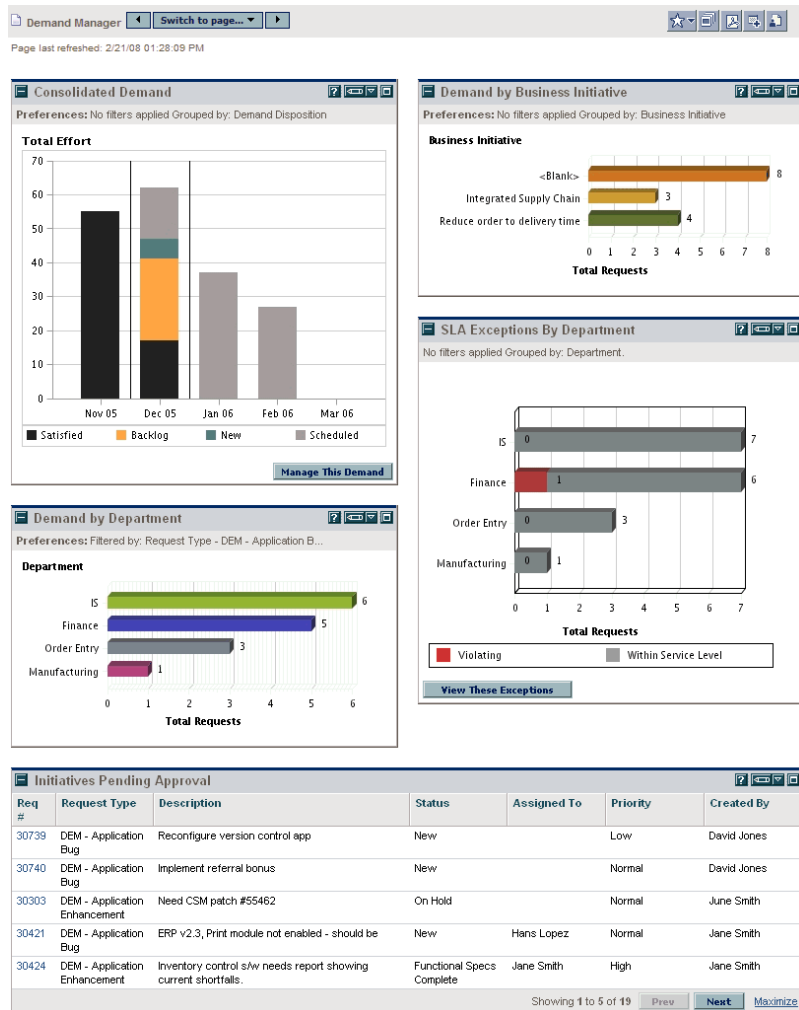 Demand Manager Switch to page...
Page last refreshed: 2/21/08 01:28:09 PM
Consolidated Demand ?
Preferences: No filters applied Grouped by: Demand Disposition
Total Effort
70
60
50
40
30
20
10
0
Nov 05 Dec 05 Jan 06 Feb 06 Mar 06
Satisfied Backlog New Scheduled
Manage This Demand
Demand by Department ?
Preferences: Filtered by: Request Type - DEM - Application B...
Department
IS 6
Finance 5
Order Entry 3
Manufacturing 1
0 1 2 3 4 5 6
Total Requests
Demand by Business Initiative ?
Preferences: No filters applied Grouped by: Business Initiative
Business Initiative
<Blank> 8
Integrated Supply Chain 3
Reduce order to delivery time 4
0 1 2 3 4 5 6 7 8
Total Requests
SLA Exceptions By Department ?
No filters applied Grouped by: Department.
IS 0 7
Finance 1 6
Order Entry 0 3
Manufacturing 0 1
0 1 2 3 4 5 6 7
Total Requests
Violating Within Service Level
View These Exceptions
Initiatives Pending Approval ?
Req # Request Type Description Status Assigned To Priority Created By
30739 DEM - Application Bug Reconfigure version control app New Low David Jones
30740 DEM - Application Bug Implement referral bonus New Normal David Jones
30303 DEM - Application Enhancement Need CSM patch #55462 On Hold Normal June Smith
30421 DEM - Application Bug ERP v2.3, Print module not enabled - should be New Hans Lopez Normal Jane Smith
30424 DEM - Application Enhancement Inventory control s/w needs report showing current shortfalls. Functional Specs Complete Jane Smith High Jane Smith
Showing 1 to 5 of 19 Prev Next Maximize